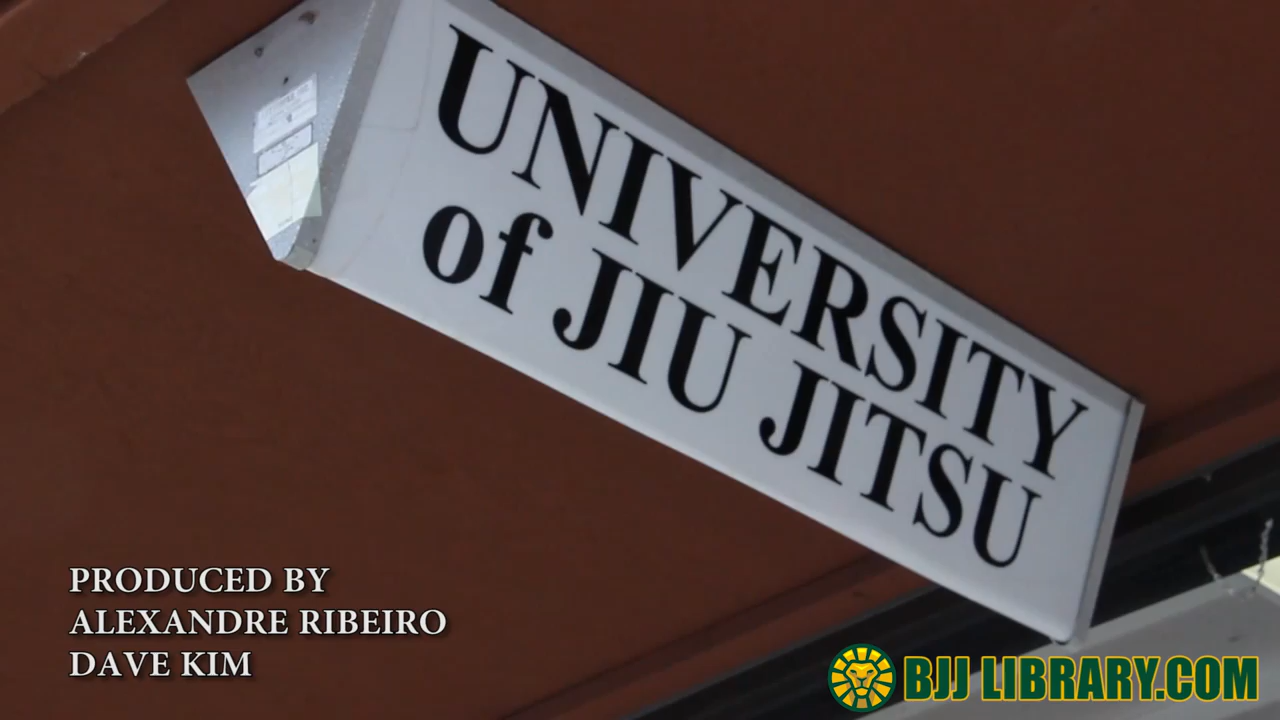 UNIVERSITY
of JIU JITSU
PRODUCED BY
ALEXANDRE RIBEIRO
DAVE KIM
BJJ LIBRARY.COM